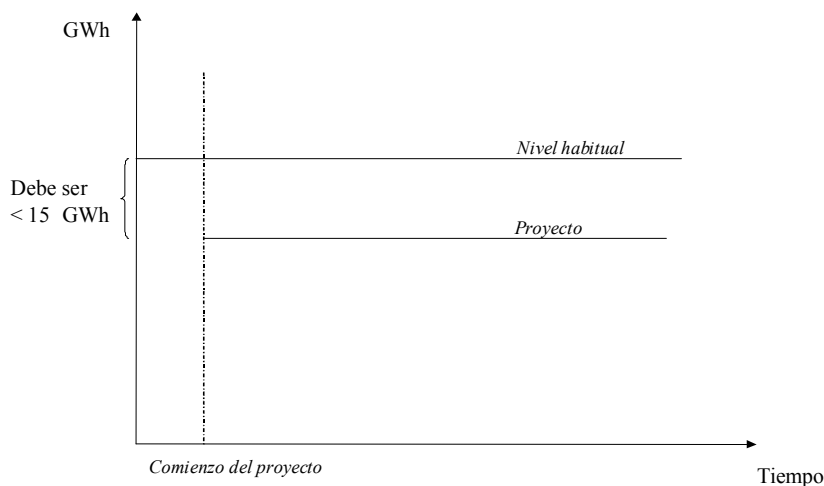 GWh
Nivel habitual
Debe ser
< 15 GWh
Proyecto
Comienzo del proyecto
Tiempo